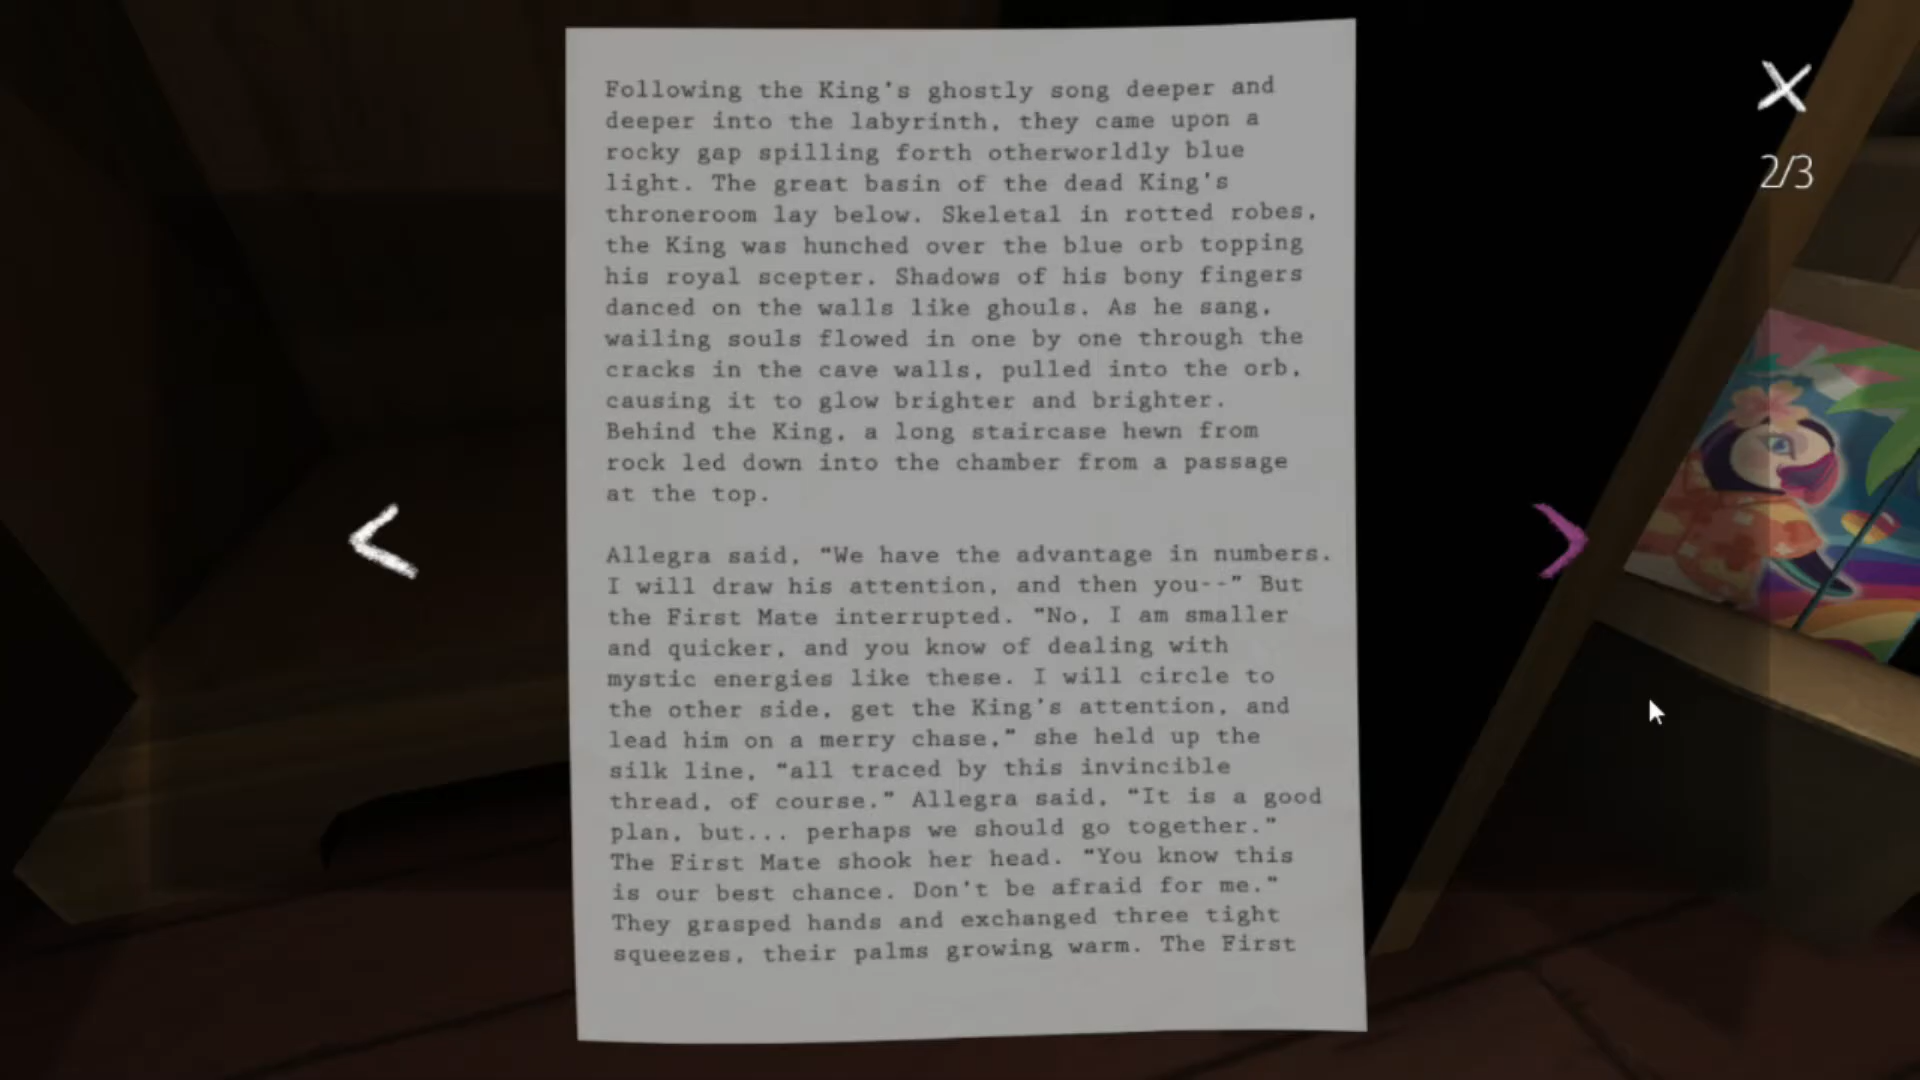 Following the King's ghostly song deeper and
deeper into the labyrinth, they came upon a
rocky gap spilling forth otherworldly blue
light. The great basin of the dead King's
throneroom lay below. Skeletal in rotted robes,
the King was hunched over the blue orb topping
his royal scepter. Shadows of his bony fingers
danced on the walls like ghouls. As he sang,
wailing souls flowed in one by one through the
cracks in the cave walls, pulled into the orb,
causing it to glow brighter and brighter.
Behind the King, a long staircase hewn from
rock led down into the chamber from a passage
at the top.
Allegra said, “We have the advantage in numbers.
I will draw his attention, and then you--” But
the First Mate interrupted. “No, I am smaller
and quicker, and you know of dealing with
mystic energies like these. I will circle to
the other side, get the King's attention, and
lead him on a merry chase,” she held up the
silk line, “all traced by this invincible
thread, of course.” Allegra said, “It is a good
plan, but... perhaps we should go together.”
The First Mate shook her head. “You know this
is our best chance. Don't be afraid for me.”
They grasped hands and exchanged three tight
squeezes, their palms growing warm. The First
2/3